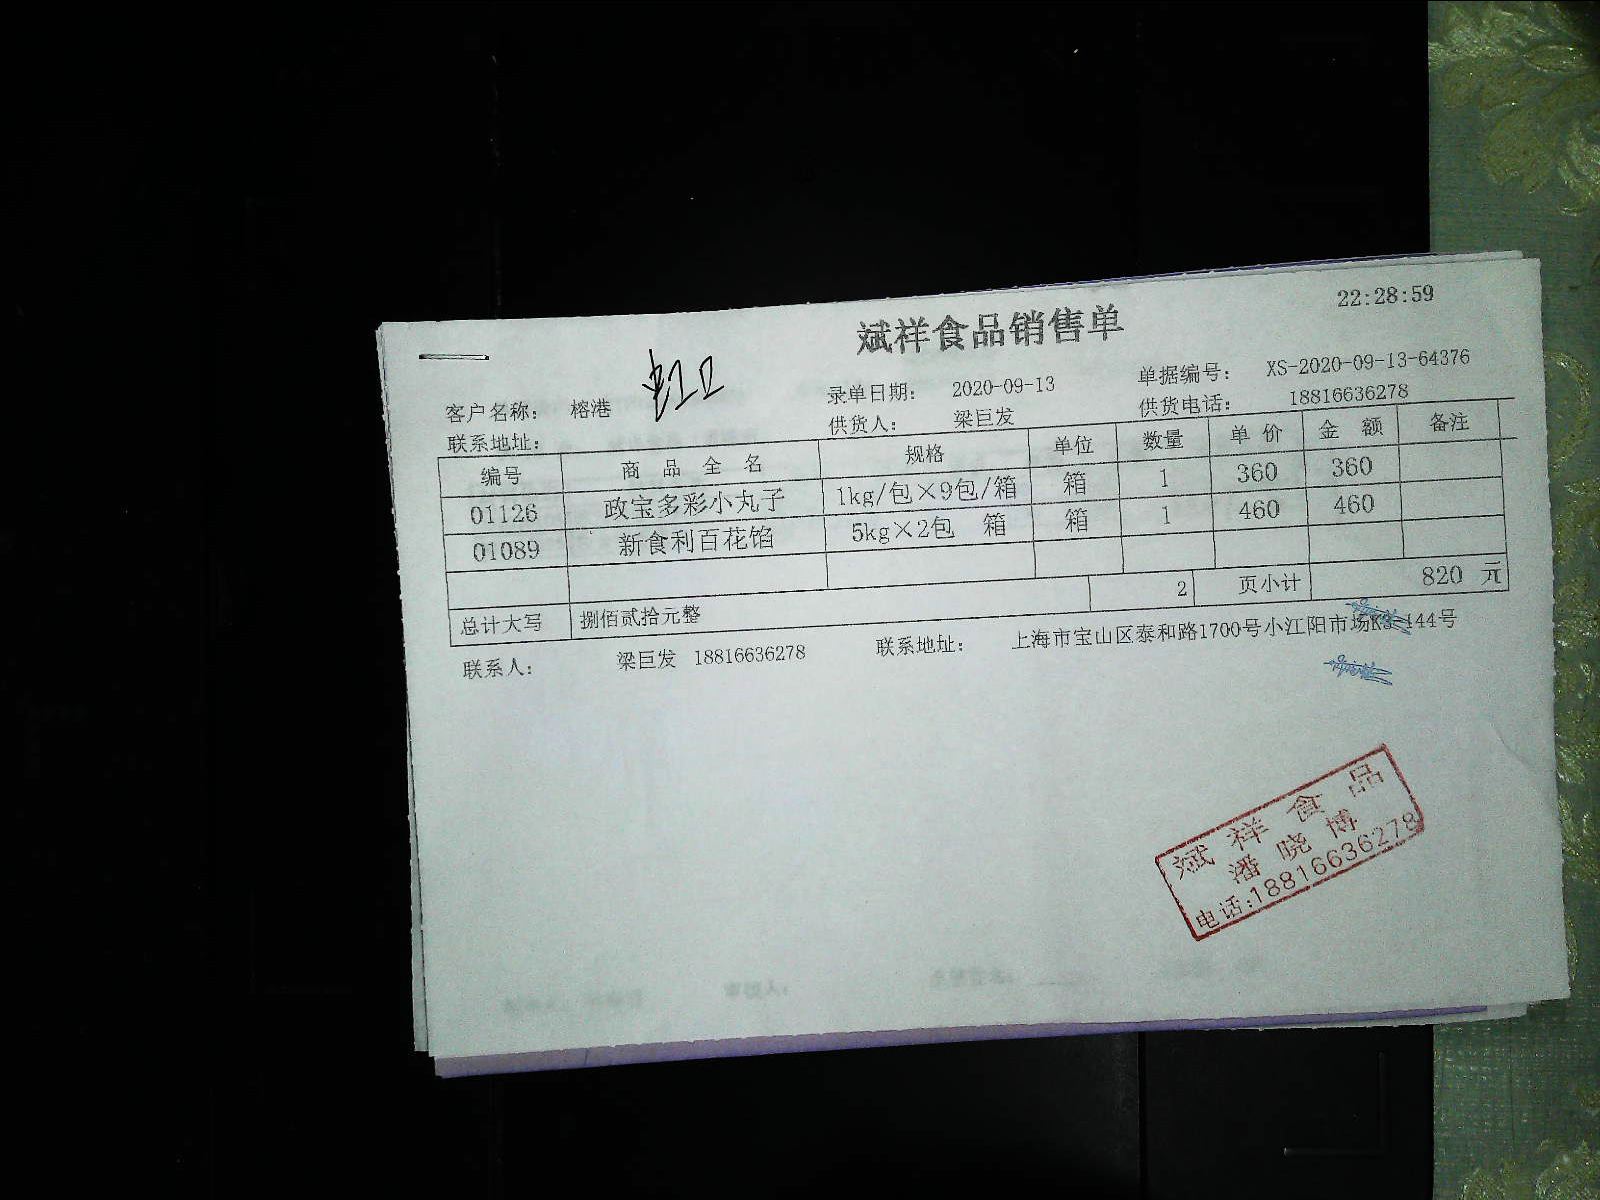 22:28:59
斌祥食品销售单
客户名称： 榕港 录单日期： 2020-09-13 单据编号： XS-2020-09-13-64376
联系地址： 供货人： 梁巨发 供货电话： 18816636278
编号 商品全名 规格 单位 数量 单价 金额 备注
01126 政宝多彩小丸子 1kg/包×9包/箱 箱 1 360 360
01089 新食利百花馅 5kg×2包 箱 箱 1 460 460
总计大写 捌佰贰拾元整 2 页小计 820 元
联系人： 梁巨发 18816636278 联系地址： 上海市宝山区泰和路1700号小江阳市场K3-144号
斌祥食品
潘晓博
电话:18816636278